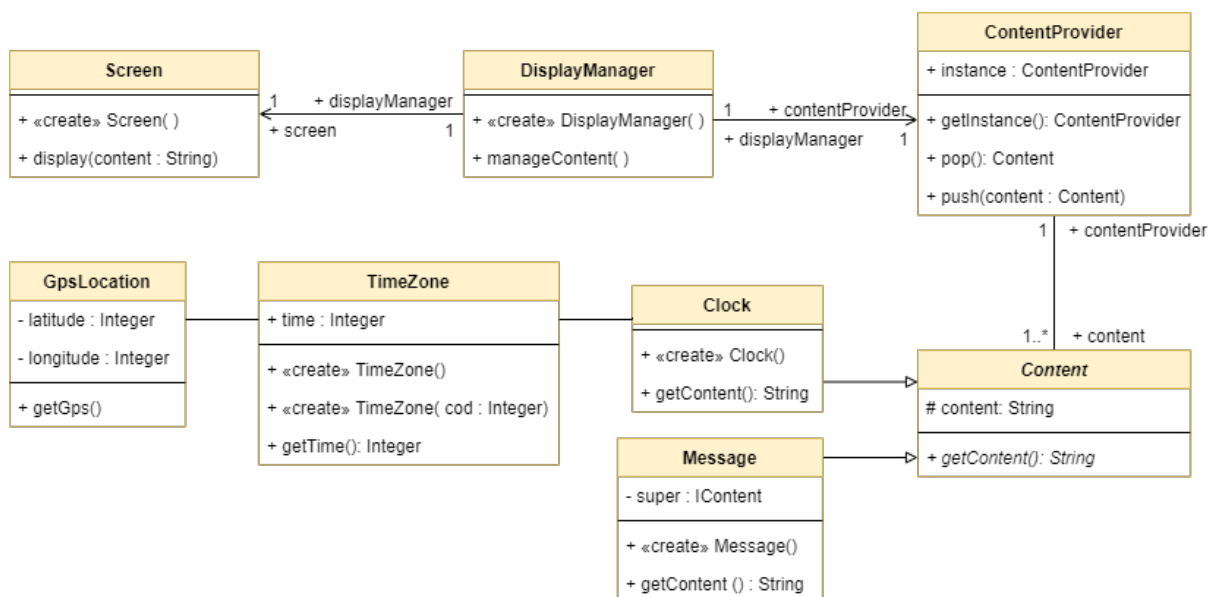 Screen
+ «create» Screen( )
+ display(content : String)
1
+ displayManager
+ screen
1
DisplayManager
+ «create» DisplayManager( )
+ manageContent( )
1
+ contentProvider
+ displayManager
1
ContentProvider
+ instance : ContentProvider
+ getInstance(): ContentProvider
+ pop(): Content
+ push(content : Content)
1
+ contentProvider
1..*
+ content
GpsLocation
- latitude : Integer
- longitude : Integer
+ getGps()
TimeZone
+ time : Integer
+ «create» TimeZone()
+ «create» TimeZone( cod : Integer)
+ getTime(): Integer
Clock
+ «create» Clock()
+ getContent(): String
Content
# content: String
+ getContent(): String
Message
- super : IContent
+ «create» Message()
+ getContent () : String